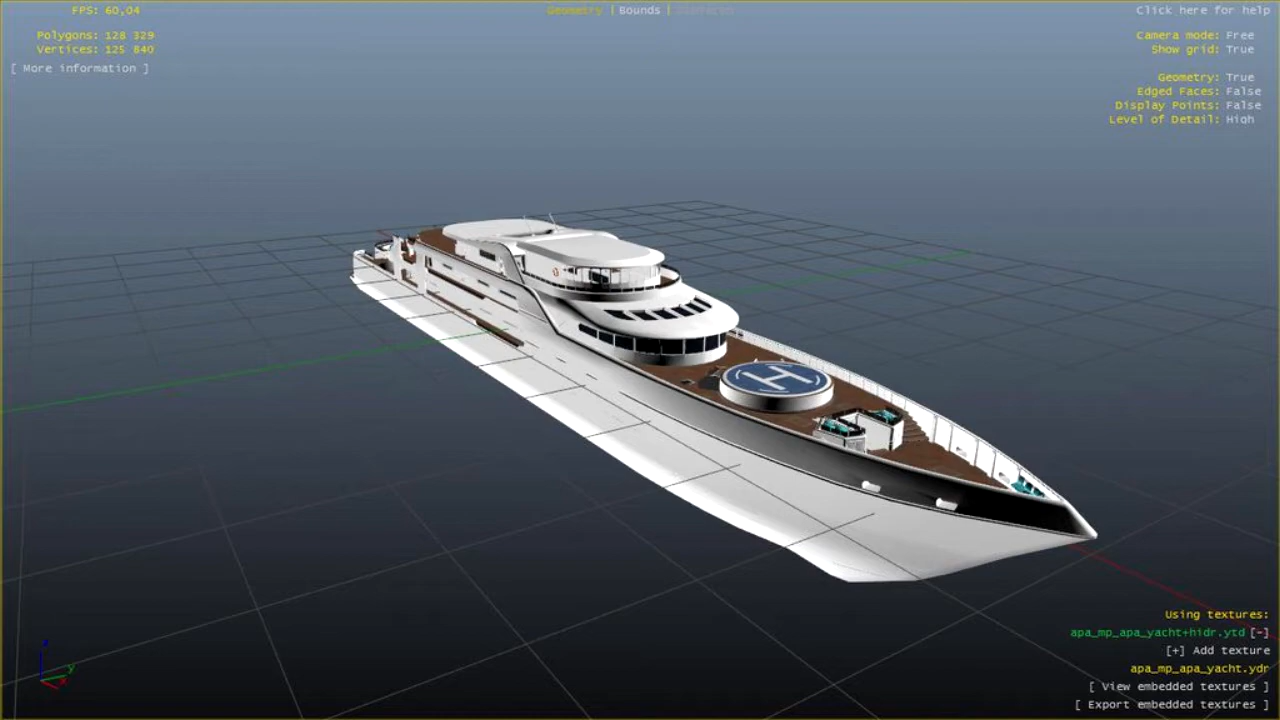 FPS: 60,04
Geometry | Bounds |
Click here for help
Polygons: 128 329
Vertices: 125 840
[ More information ]
Camera mode: Free
Show grid: True
Geometry: True
Edged Faces: False
Display Points: False
Level of Detail: High
H
Using textures:
apa_mp_apa_yacht+hidr.ytd [-]
[+] Add texture
apa_mp_apa_yacht.ydr
[ View embedded textures ]
[ Export embedded textures ]
z
y
x